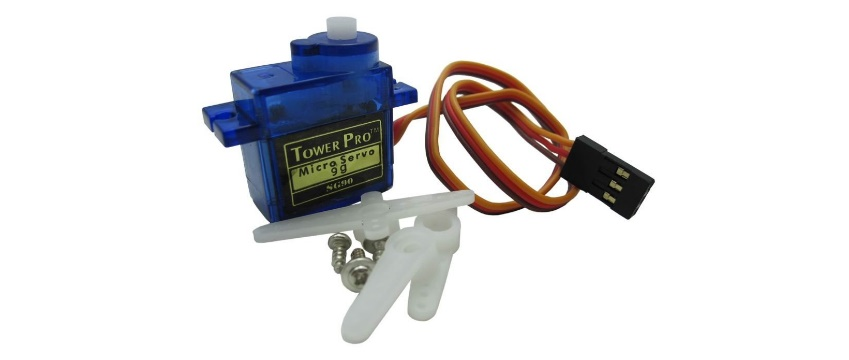 TOWER PRO™
Micro Servo
9g
SG90